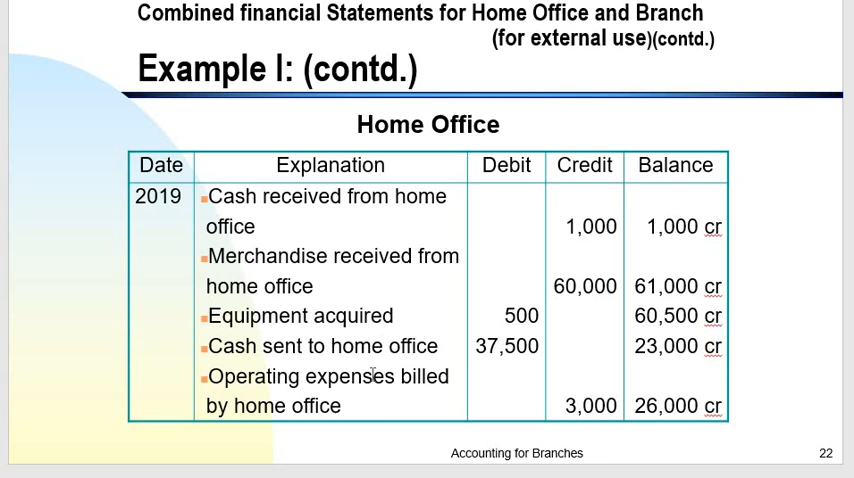 Combined financial Statements for Home Office and Branch
(for external use)(contd.)
Example I: (contd.)
Home Office
Date Explanation Debit Credit Balance
2019 ▪Cash received from home
office 1,000 1,000 cr
▪Merchandise received from
home office 60,000 61,000 cr
▪Equipment acquired 500 60,500 cr
▪Cash sent to home office 37,500 23,000 cr
▪Operating expenses billed
by home office 3,000 26,000 cr
Accounting for Branches 22